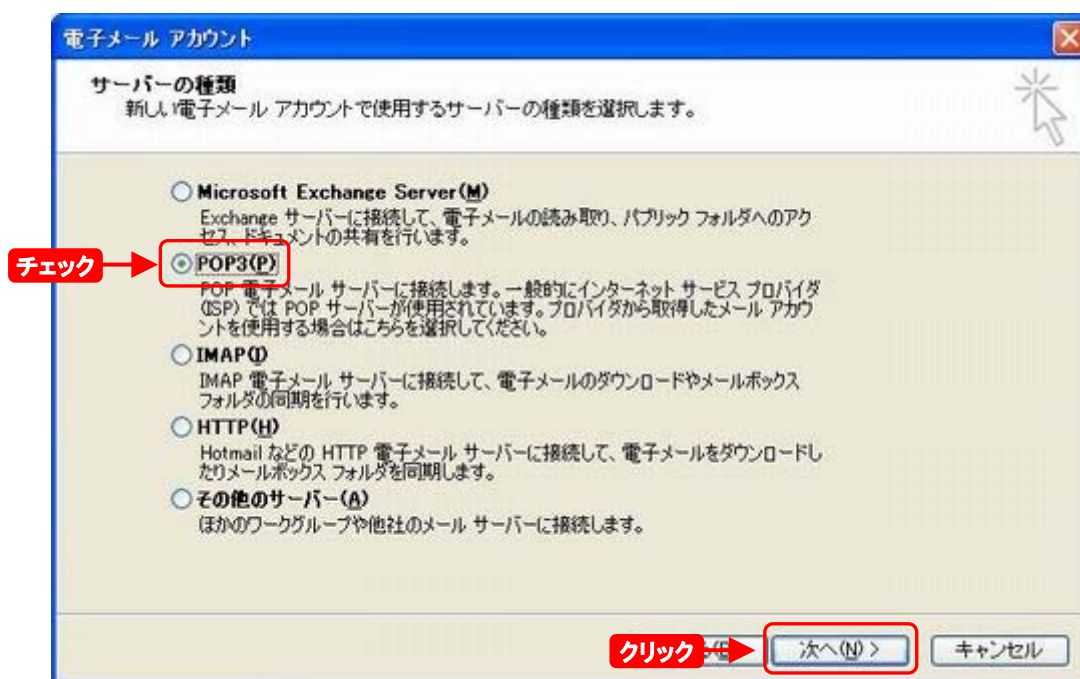 電子メール アカウント
サーバーの種類
新しい電子メール アカウントで使用するサーバーの種類を選択します。
Microsoft Exchange Server(M)
Exchange サーバーに接続して、電子メールの読み取り、パブリック フォルダへのアク
セス、ドキュメントの共有を行います。
チェック
POP3(P)
POP 電子メール サーバーに接続します。一般的にインターネット サービス プロバイダ
(ISP) では POP サーバーが使用されています。プロバイダから取得したメール アカウ
ントを使用する場合はこちらを選択してください。
IMAP(I)
IMAP 電子メール サーバーに接続して、電子メールのダウンロードやメールボックス
フォルダの同期を行います。
HTTP(H)
Hotmail などの HTTP 電子メール サーバーに接続して、電子メールをダウンロードし
たりメールボックス フォルダを同期します。
その他のサーバー(A)
ほかのワークグループや他社のメール サーバーに接続します。
クリック
次へ(N) >
キャンセル